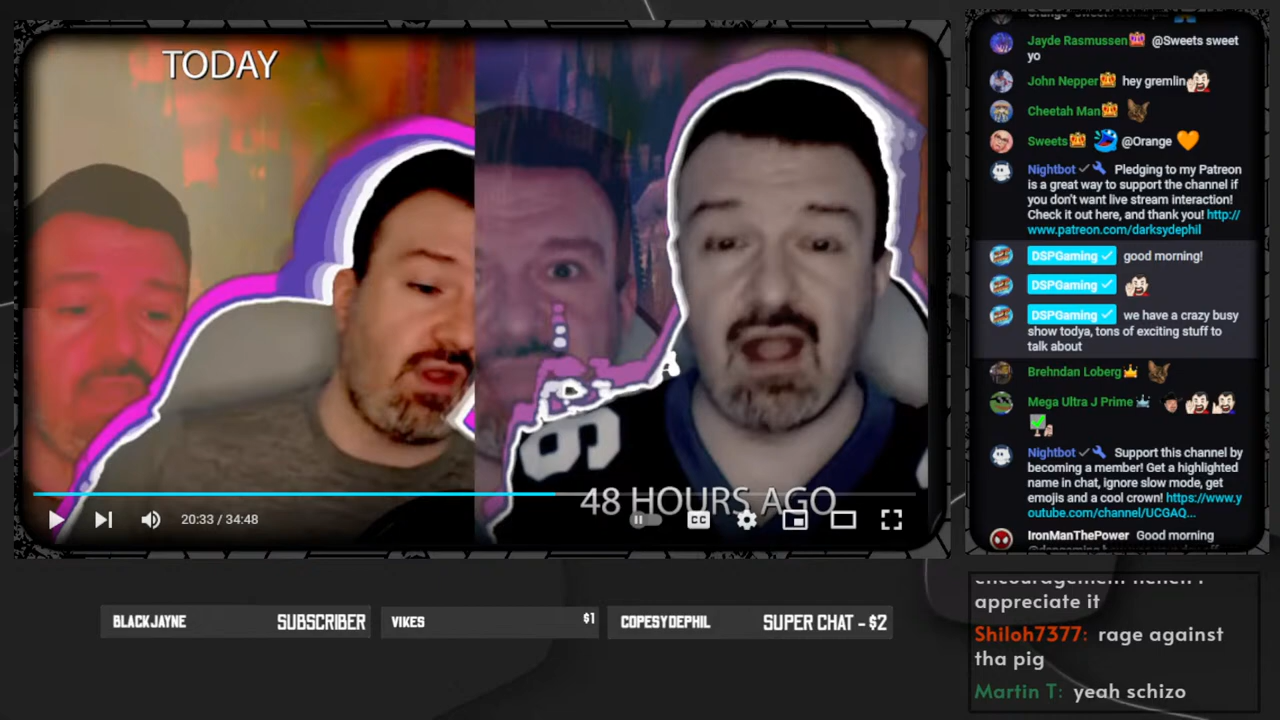 TODAY
48 HOURS AGO
20:33 / 34:48
CC
Jayde Rasmussen @Sweets sweet
yo
John Nepper hey gremlin
Cheetah Man
Sweets @Orange
Nightbot Pledging to my Patreon
is a great way to support the channel if
you don't want live stream interaction!
Check it out here, and thank you! http://
www.patreon.com/darksydephil
DSPGaming good morning!
DSPGaming
DSPGaming we have a crazy busy
show todya, tons of exciting stuff to
talk about
Brehndan Loberg
Mega Ultra J Prime
Nightbot Support this channel by
becoming a member! Get a highlighted
name in chat, ignore slow mode, get
emojis and a cool crown! https://www.y
outube.com/channel/UCGAQ...
IronManThePower Good morning
BLACKJAYNE SUBSCRIBER
VIKES $1
COPESYDEPHIL SUPER CHAT - $2
appreciate it
Shiloh7377: rage against
tha pig
Martin T: yeah schizo